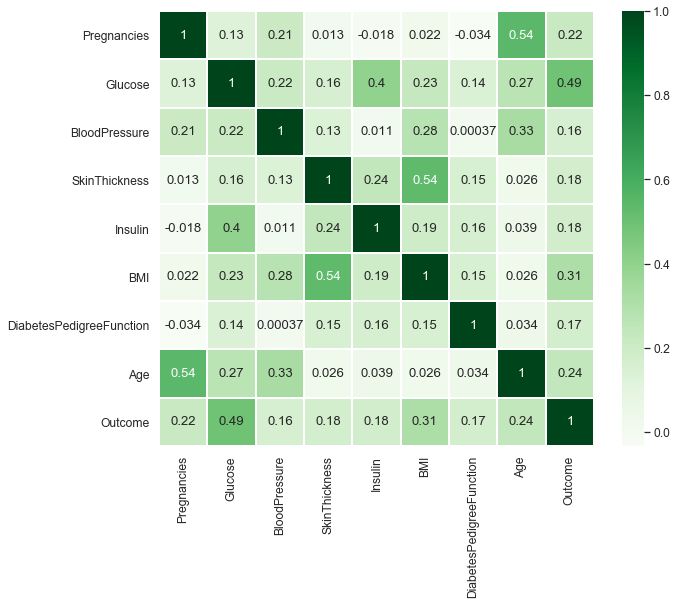 1.0
Pregnancies 1 0.13 0.21 0.013 -0.018 0.022 -0.034 0.54 0.22
Glucose 0.13 1 0.22 0.16 0.4 0.23 0.14 0.27 0.49
0.8
BloodPressure 0.21 0.22 1 0.13 0.011 0.28 0.00037 0.33 0.16
SkinThickness 0.013 0.16 0.13 1 0.24 0.54 0.15 0.026 0.18
0.6
Insulin -0.018 0.4 0.011 0.24 1 0.19 0.16 0.039 0.18
0.4
BMI 0.022 0.23 0.28 0.54 0.19 1 0.15 0.026 0.31
DiabetesPedigreeFunction -0.034 0.14 0.00037 0.15 0.16 0.15 1 0.034 0.17
0.2
Age 0.54 0.27 0.33 0.026 0.039 0.026 0.034 1 0.24
Outcome 0.22 0.49 0.16 0.18 0.18 0.31 0.17 0.24 1
0.0
Pregnancies
Glucose
BloodPressure
SkinThickness
Insulin
BMI
DiabetesPedigreeFunction
Age
Outcome